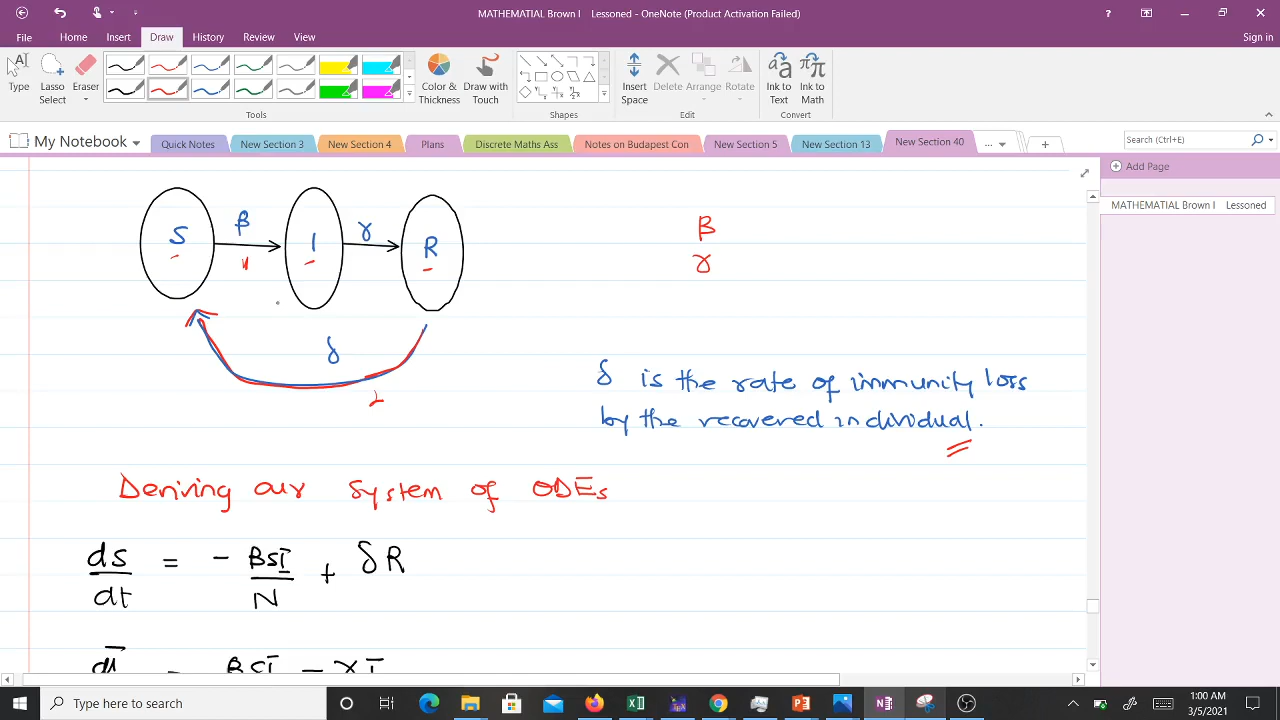 MATHEMATIAL Brown I    Lessoned - OneNote (Product Activation Failed)
File Home Insert Draw History Review View
Type Lasso Select Eraser Color & Thickness Draw with Touch Insert Space Delete Arrange Rotate Ink to Text Ink to Math
Tools Shapes Edit Convert
My Notebook Quick Notes New Section 3 New Section 4 Plans Discrete Maths Ass Notes on Budapest Con New Section 5 New Section 13 New Section 40 ... Search (Ctrl+E)
Add Page
MATHEMATIAL Brown I    Lessoned
S β I γ R
β
γ
δ
δ is the rate of immunity loss
by the recovered individual.
Deriving our system of ODEs
ds/dt = - βSI/N + δR
βSI - γI
Type here to search
1:00 AM
3/5/2021